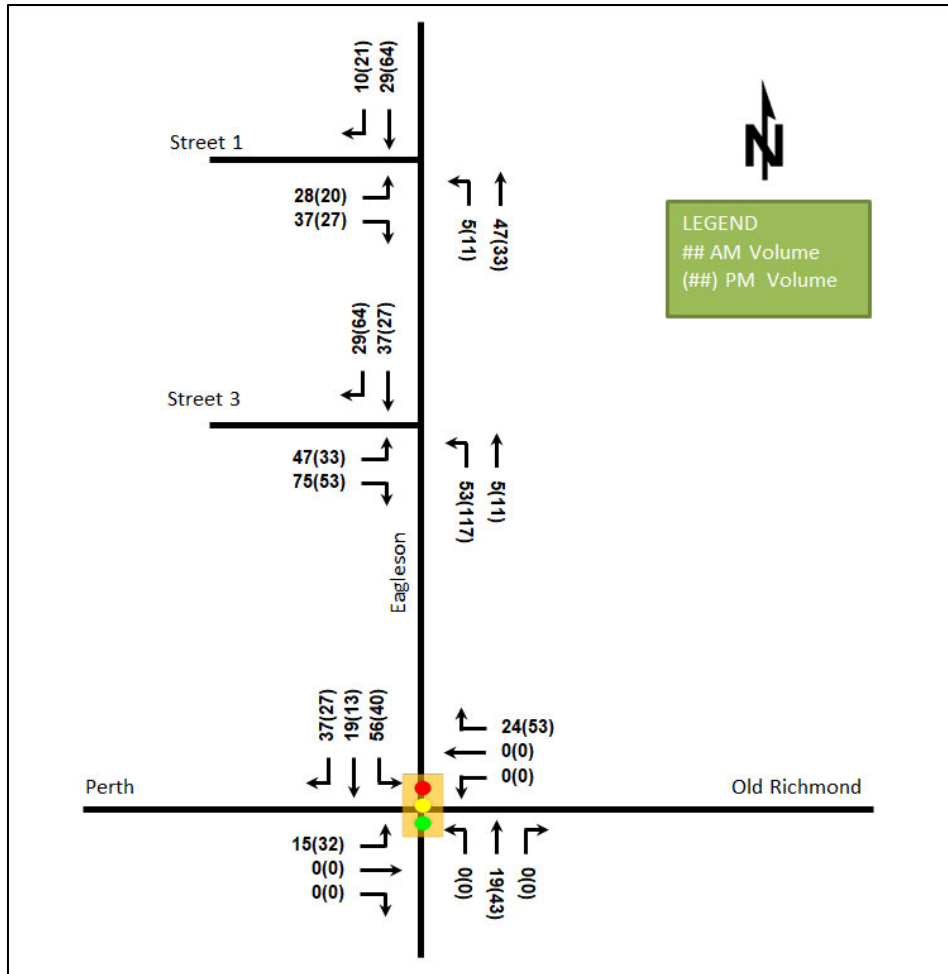 10(21)
29(64)
Street 1
28(20)
37(27)
5(11)
47(33)
N
LEGEND
## AM Volume
(##) PM Volume
29(64)
37(27)
Street 3
47(33)
75(53)
53(117)
5(11)
Eagleson
37(27)
19(13)
56(40)
24(53)
0(0)
0(0)
Perth
Old Richmond
15(32)
0(0)
0(0)
0(0)
19(43)
0(0)